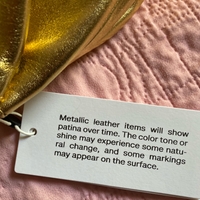 Metallic leather items will show
patina over time. The color tone or
shine may experience some natu-
ral change, and some markings
may appear on the surface.